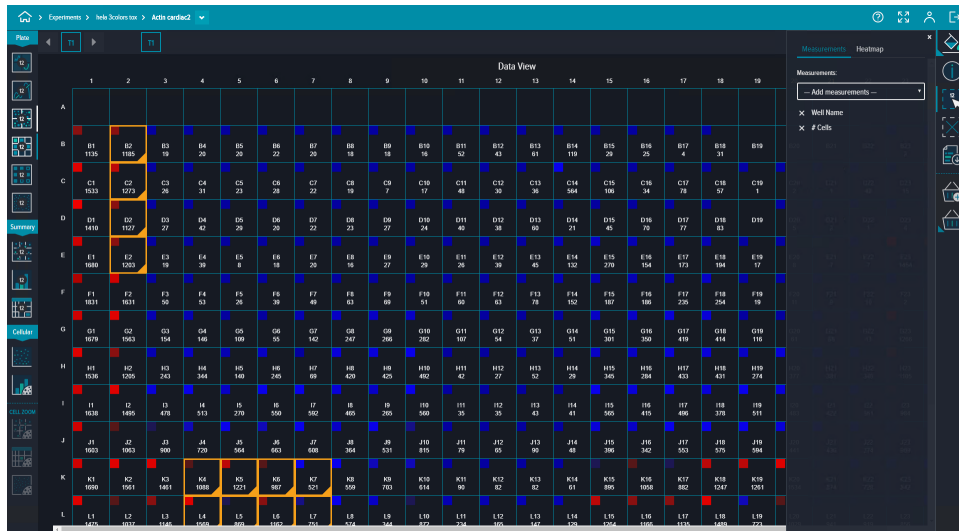 Experiments > hela 3colors tox > Actin cardiac2
Plate
T1 T1
Data View
Measurements Heatmap
Measurements:
--- Add measurements ---
Well Name
# Cells
Summary
Cellular
CELL ZOOM
1 2 3 4 5 6 7 8 9 10 11 12 13 14 15 16 17 18 19
A
B
B1 B2 B3 B4 B5 B6 B7 B8 B9 B10 B11 B12 B13 B14 B15 B16 B17 B18 B19
1135 1185 19 20 20 22 20 18 18 16 52 43 61 119 29 25 4 31
C
C1 C2 C3 C4 C5 C6 C7 C8 C9 C10 C11 C12 C13 C14 C15 C16 C17 C18 C19
1533 1273 26 31 23 28 22 19 7 17 48 30 36 564 106 34 78 57 1
D
D1 D2 D3 D4 D5 D6 D7 D8 D9 D10 D11 D12 D13 D14 D15 D16 D17 D18 D19
1410 1127 27 42 29 20 22 23 27 24 40 38 60 21 45 70 77 83
E
E1 E2 E3 E4 E5 E6 E7 E8 E9 E10 E11 E12 E13 E14 E15 E16 E17 E18 E19
1680 1203 19 39 8 18 20 16 27 29 26 39 45 132 270 154 173 194 17
F
F1 F2 F3 F4 F5 F6 F7 F8 F9 F10 F11 F12 F13 F14 F15 F16 F17 F18 F19
1831 1631 50 53 26 39 49 63 69 51 60 63 78 152 187 186 235 254 19
G
G1 G2 G3 G4 G5 G6 G7 G8 G9 G10 G11 G12 G13 G14 G15 G16 G17 G18 G19
1679 1563 154 146 109 55 142 247 266 282 107 54 37 51 301 350 419 414 116
H
H1 H2 H3 H4 H5 H6 H7 H8 H9 H10 H11 H12 H13 H14 H15 H16 H17 H18 H19
1536 1205 243 344 140 245 69 420 425 492 42 27 52 29 345 284 433 431 274
I
I1 I2 I3 I4 I5 I6 I7 I8 I9 I10 I11 I12 I13 I14 I15 I16 I17 I18 I19
1638 1495 478 513 270 550 592 465 265 560 35 35 43 41 565 415 496 378 511
J
J1 J2 J3 J4 J5 J6 J7 J8 J9 J10 J11 J12 J13 J14 J15 J16 J17 J18 J19
1603 1063 900 720 564 663 608 364 531 815 79 65 90 48 396 342 553 575 594
K
K1 K2 K3 K4 K5 K6 K7 K8 K9 K10 K11 K12 K13 K14 K15 K16 K17 K18 K19
1690 1561 1461 1088 1221 987 521 559 703 614 90 82 82 61 895 1058 882 1247 1261
L
L1 L2 L3 L4 L5 L6 L7 L8 L9 L10 L11 L12 L13 L14 L15 L16 L17 L18 L19